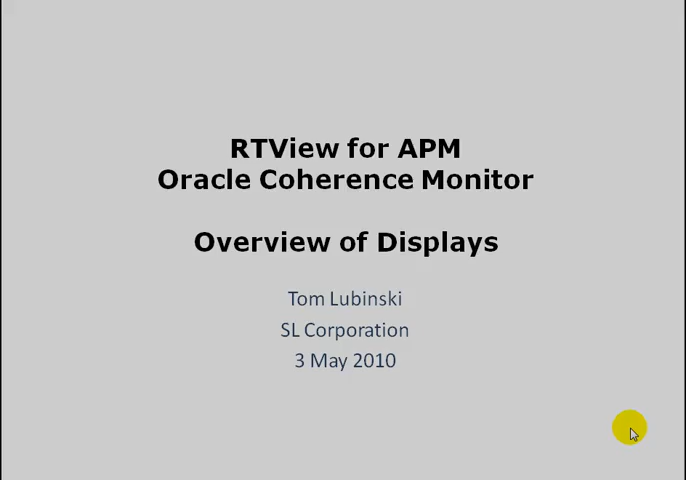 RTView for APM
Oracle Coherence Monitor
Overview of Displays
Tom Lubinski
SL Corporation
3 May 2010